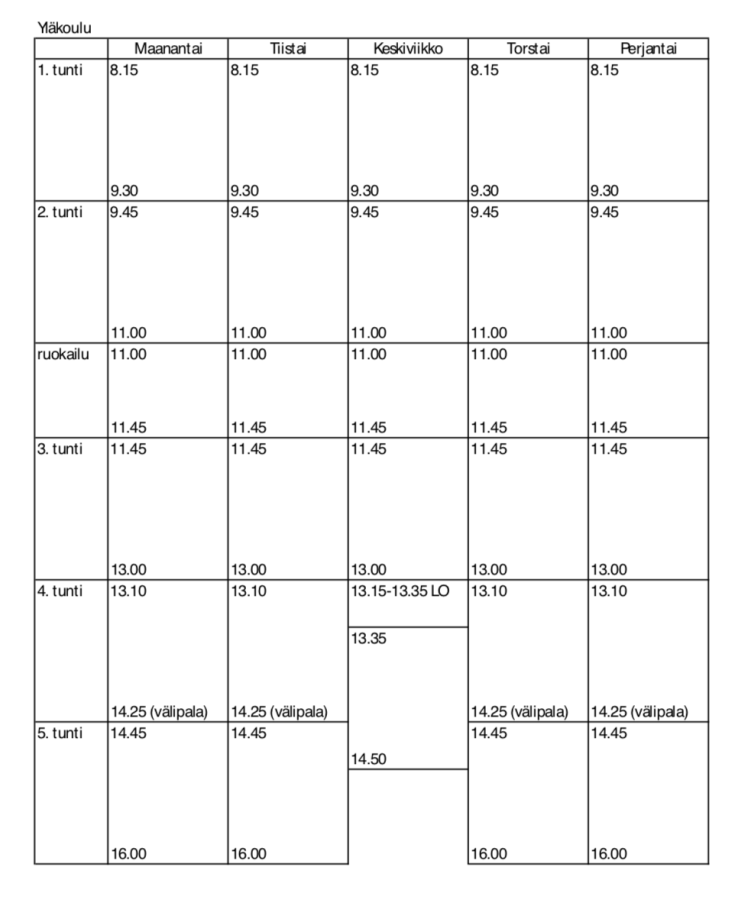 Yläkoulu
Maanantai Tiistai Keskiviikko Torstai Perjantai
1. tunti 8.15 8.15 8.15 8.15 8.15
9.30 9.30 9.30 9.30 9.30
2. tunti 9.45 9.45 9.45 9.45 9.45
11.00 11.00 11.00 11.00 11.00
ruokailu 11.00 11.00 11.00 11.00 11.00
11.45 11.45 11.45 11.45 11.45
3. tunti 11.45 11.45 11.45 11.45 11.45
13.00 13.00 13.00 13.00 13.00
4. tunti 13.10 13.10 13.15-13.35 LO 13.10 13.10
13.35
14.25 (välipala) 14.25 (välipala) 14.25 (välipala) 14.25 (välipala)
5. tunti 14.45 14.45 14.45 14.45
14.50
16.00 16.00 16.00 16.00